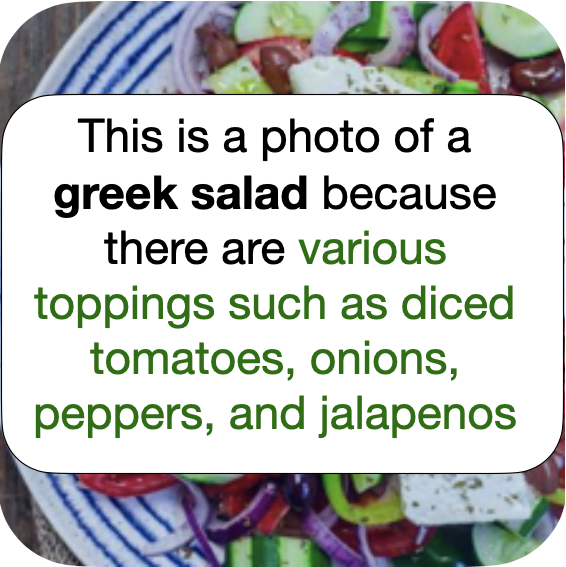 This is a photo of a
greek salad because
there are various
toppings such as diced
tomatoes, onions,
peppers, and jalapenos